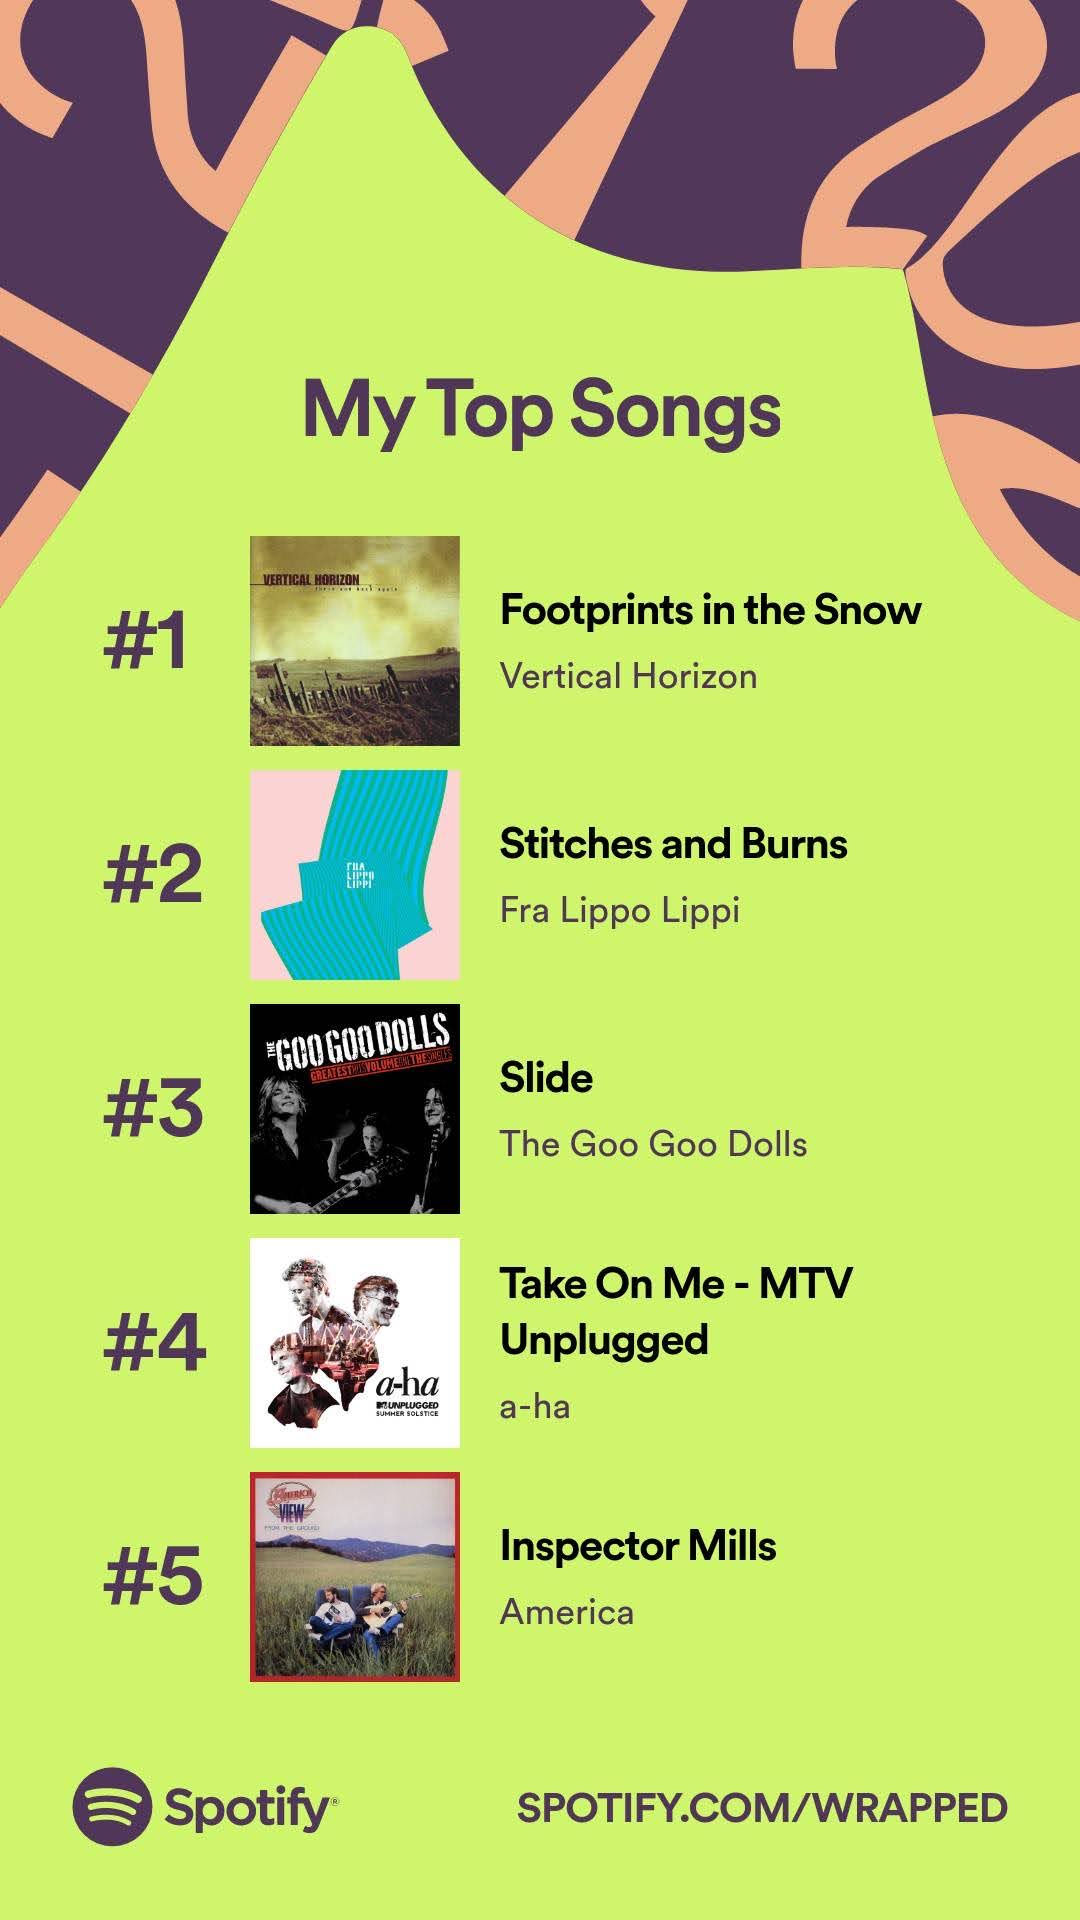 My Top Songs
#1
VERTICAL HORIZON
there and back again
Footprints in the Snow
Vertical Horizon
#2
FRA
LIPPO
LIPPI
Stitches and Burns
Fra Lippo Lippi
#3
THE GOO GOO DOLLS
GREATEST HITS VOLUME ONE THE SINGLES
Slide
The Goo Goo Dolls
#4
a-ha
MTV UNPLUGGED
SUMMER SOLSTICE
Take On Me - MTV
Unplugged
a-ha
#5
AMERICA
VIEW
FROM THE GROUND
Inspector Mills
America
Spotify®
SPOTIFY.COM/WRAPPED